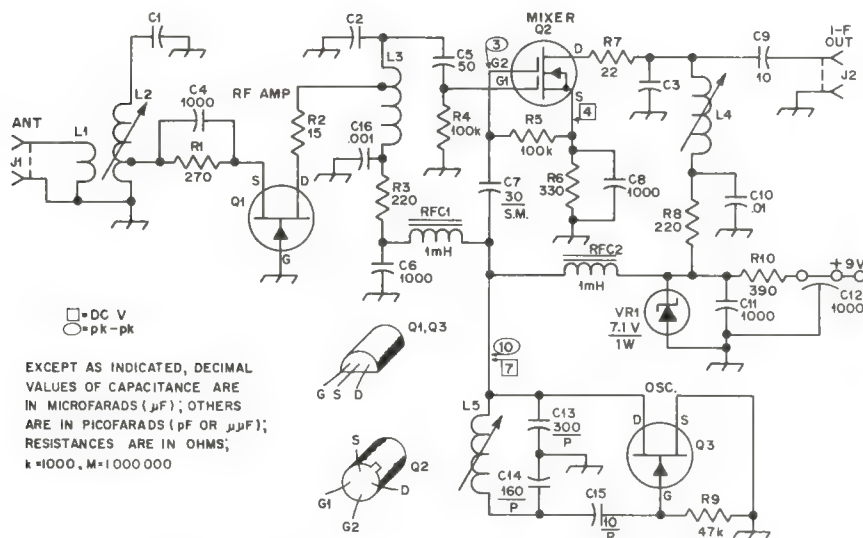 C1
C2
MIXER
Q2
I-F
OUT
L3
C5
50
3
G2
G1
D
S
R7
22
C9
10
J2
C3
L4
L2
C4
1000
RF AMP
ANT
J1
L1
R1
270
R2
15
R4
100k
R5
100k
4
C16
.001
S
D
Q1
G
R3
220
C7
30
S.M.
R6
330
C8
1000
R8
220
C10
.01
RFC1
1mH
RFC2
1mH
C6
1000
R10
390
+9V
C12
1000
C11
1000
VR1
7.1 V
1W
=DC V
=pk-pk
Q1,Q3
G S D
10
7
EXCEPT AS INDICATED, DECIMAL
VALUES OF CAPACITANCE ARE
IN MICROFARADS (µF); OTHERS
ARE IN PICOFARADS (pF OR µµF);
RESISTANCES ARE IN OHMS;
k=1000, M=1000000
S
Q2
G1
D
G2
L5
C13
300
P
OSC.
D
S
Q3
G
C14
160
P
C15
10
P
R9
47k